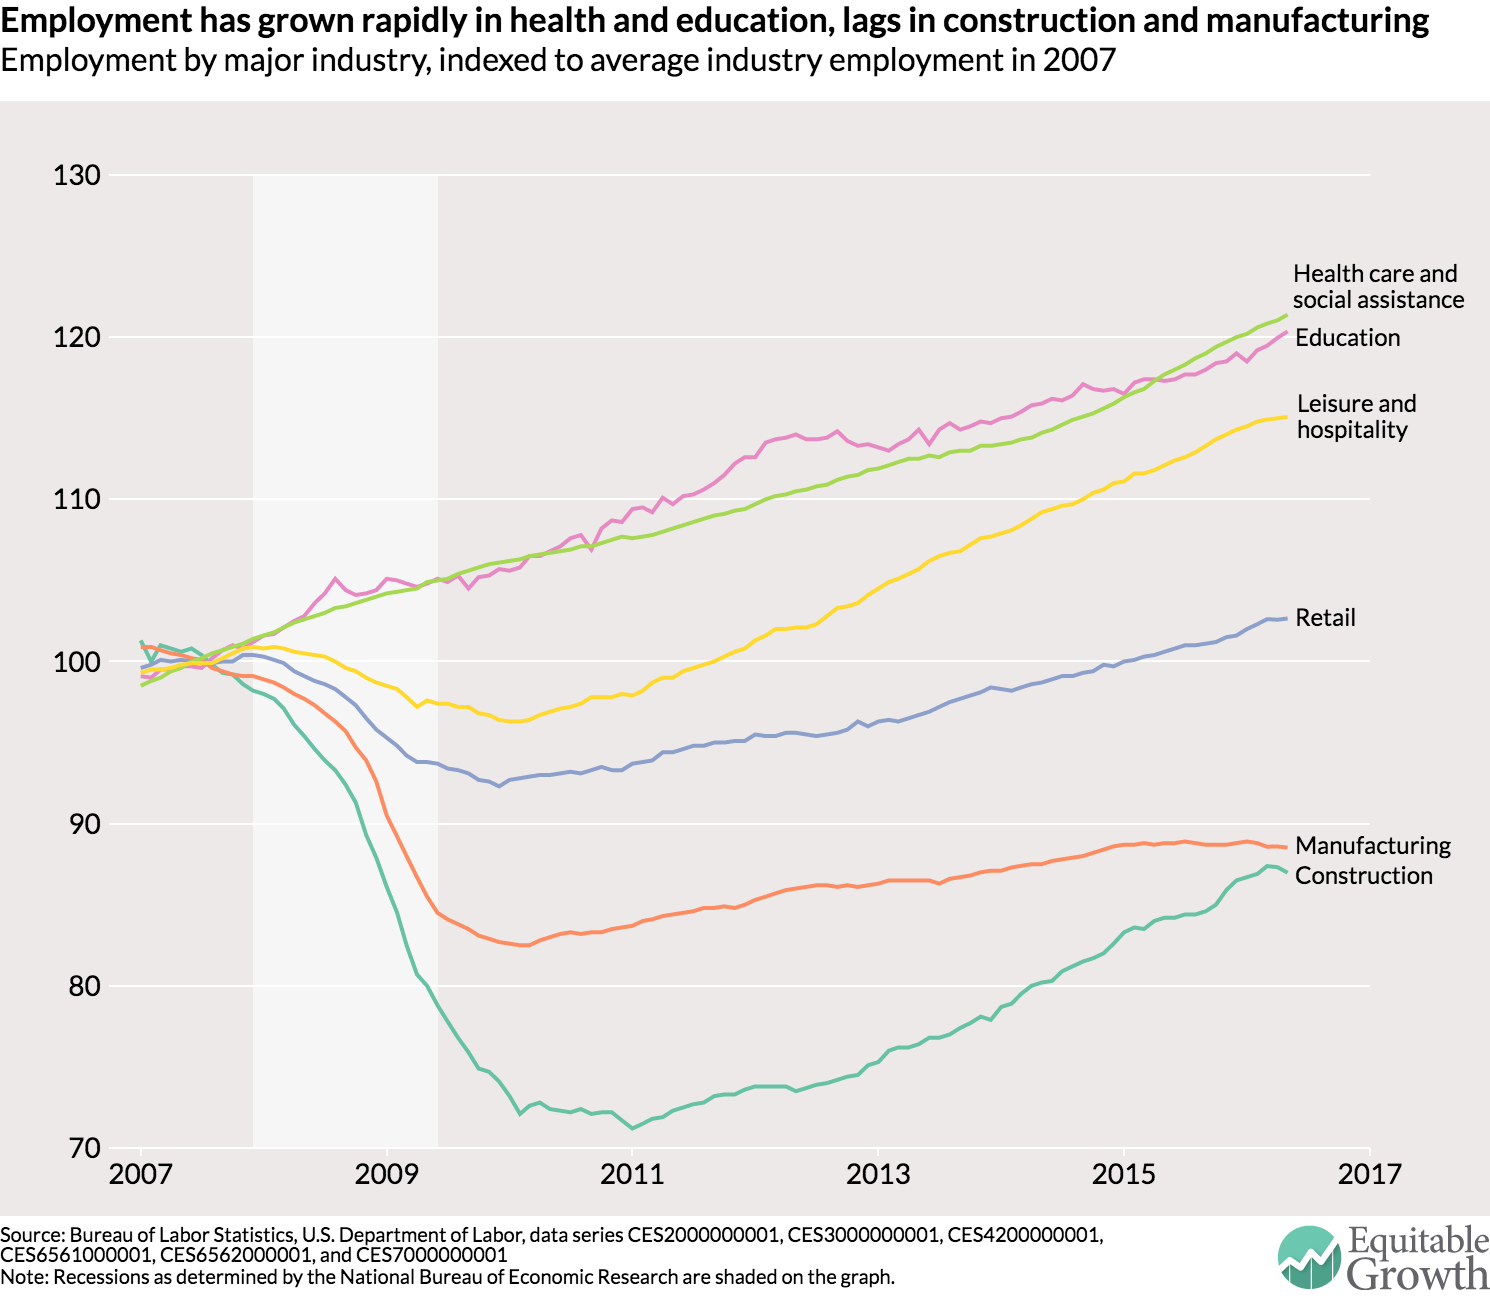 Employment has grown rapidly in health and education, lags in construction and manufacturing
Employment by major industry, indexed to average industry employment in 2007
130
120
110
100
90
80
70
Health care and
social assistance
Education
Leisure and
hospitality
Retail
Manufacturing
Construction
2007
2009
2011
2013
2015
2017
Source: Bureau of Labor Statistics, U.S. Department of Labor, data series CES2000000001, CES3000000001, CES4200000001,
CES6561000001, CES6562000001, and CES7000000001
Note: Recessions as determined by the National Bureau of Economic Research are shaded on the graph.
Equitable
Growth